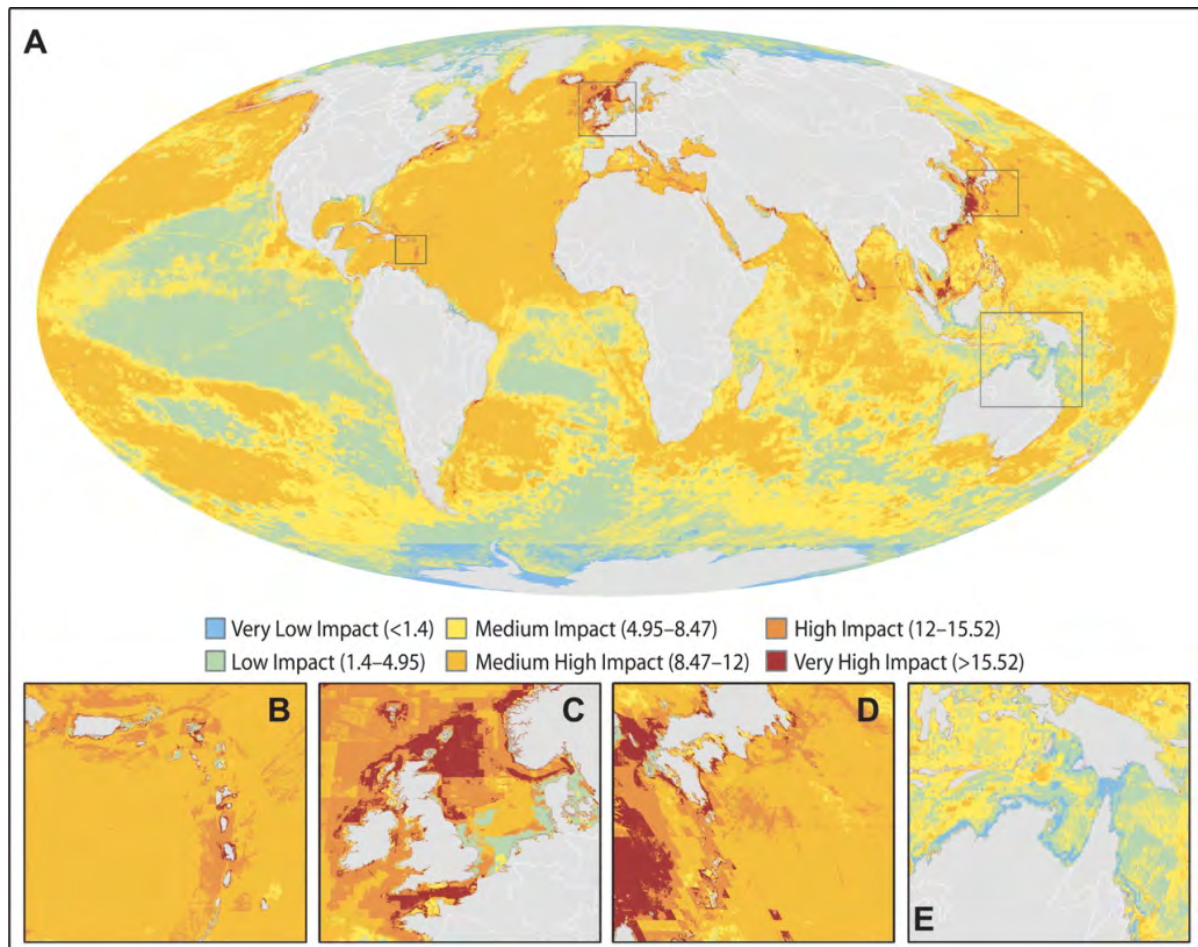 A
Very Low Impact (<1.4)
Medium Impact (4.95–8.47)
High Impact (12–15.52)
Low Impact (1.4–4.95)
Medium High Impact (8.47–12)
Very High Impact (>15.52)
B
C
D
E